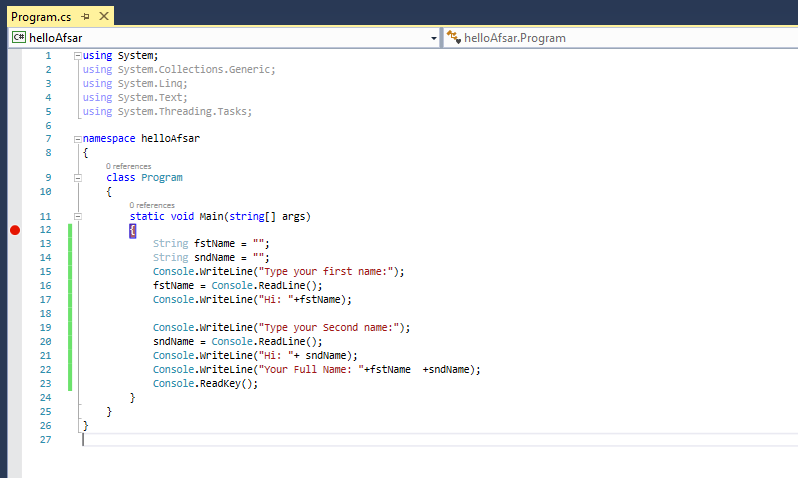 Program.cs
C# helloAfsar helloAfsar.Program
1 using System;
2 using System.Collections.Generic;
3 using System.Linq;
4 using System.Text;
5 using System.Threading.Tasks;
6
7 namespace helloAfsar
8 {
0 references
9 class Program
10 {
0 references
11 static void Main(string[] args)
12 {
13 String fstName = "";
14 String sndName = "";
15 Console.WriteLine("Type your first name:");
16 fstName = Console.ReadLine();
17 Console.WriteLine("Hi: "+fstName);
18
19 Console.WriteLine("Type your Second name:");
20 sndName = Console.ReadLine();
21 Console.WriteLine("Hi: "+ sndName);
22 Console.WriteLine("Your Full Name: "+fstName  +sndName);
23 Console.ReadKey();
24 }
25 }
26 }
27